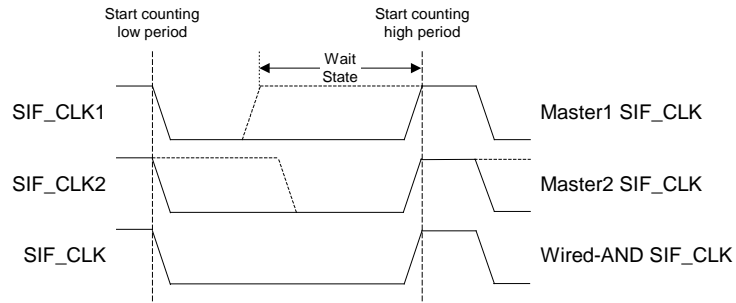 Start counting
low period
Start counting
high period
Wait
State
SIF_CLK1
Master1 SIF_CLK
SIF_CLK2
Master2 SIF_CLK
SIF_CLK
Wired-AND SIF_CLK